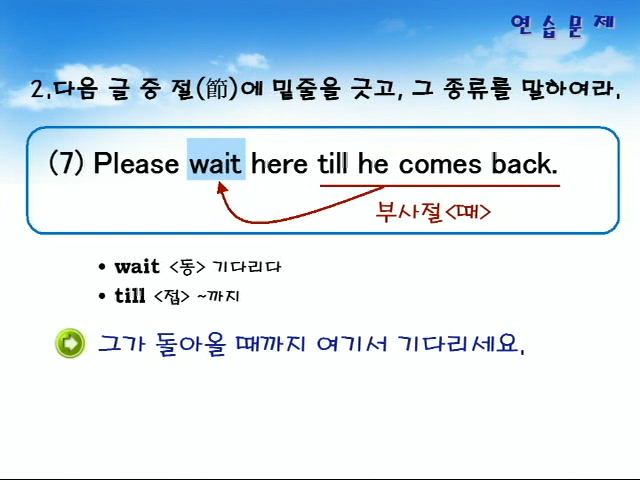 연습문제
2.다음 글 중 절(節)에 밑줄을 긋고, 그 종류를 말하여라.
(7) Please wait here till he comes back.
부사절<때>
• wait <동> 기다리다
• till <접> ~까지
그가 돌아올 때까지 여기서 기다리세요.